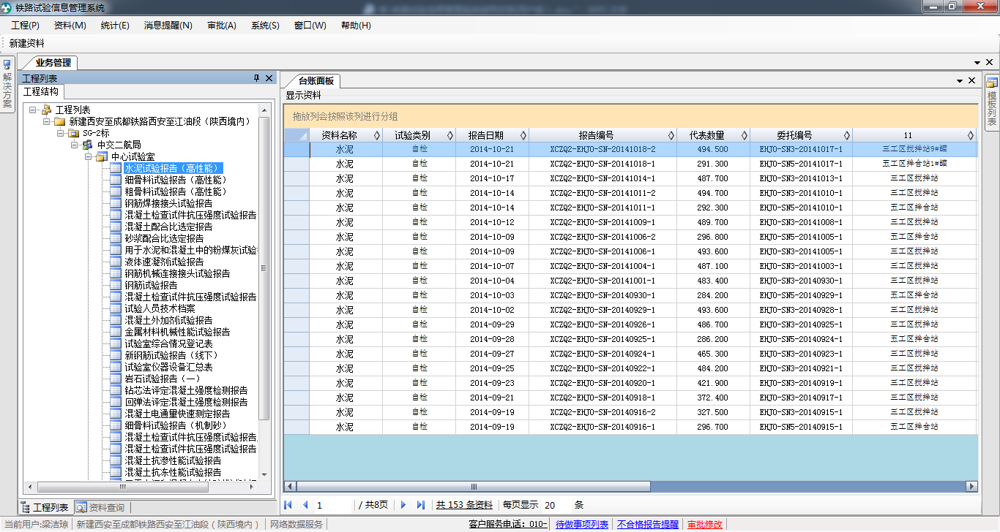 铁路试验信息管理系统
工程(P) 资料(M) 统计(E) 消息提醒(N) 审批(A) 系统(S) 窗口(W) 帮助(H)
新建资料
解决方案
业务管理
工程列表
工程结构
工程列表
新建西安至成都铁路西安至江油段（陕西境内）
SG-2标
中交二航局
中心试验室
水泥试验报告（高性能）
细骨料试验报告（高性能）
粗骨料试验报告（高性能）
钢筋焊接接头试验报告
混凝土检查试件抗压强度试验报告
混凝土配合比选定报告
砂浆配合比选定报告
用于水泥和混凝土中的粉煤灰试验
液体速凝剂试验报告
钢筋机械连接接头试验报告
钢筋试验报告
混凝土检查试件抗压强度试验报告
试验人员技术档案
混凝土外加剂试验报告
金属材料机械性能试验报告
试验室综合情况登记表
新钢筋试验报告（线下）
试验室仪器设备汇总表
岩石试验报告（一）
钻芯法评定混凝土强度检测报告
回弹法评定混凝土强度检测报告
混凝土电通量快速测定报告
细骨料试验报告（机制砂）
混凝土检查试件抗压强度试验报告
混凝土检查试件抗压强度试验报告
混凝土抗渗性能试验报告
混凝土抗冻性能试验报告
工程列表 资料查询
台账面板
显示资料
拖放列会按照该列进行分组
资料名称 试验类别 报告日期 报告编号 代表数量 委托编号 11
水泥 自检 2014-10-21 XCZQ2-EHJ0-SN-20141018-2 494.500 EHJ0-SN3-20141017-1 三工区搅拌站9#罐
水泥 自检 2014-10-21 XCZQ2-EHJ0-SN-20141018-1 291.300 EHJ0-SN5-20141017-1 五工区拌合站1#罐
水泥 自检 2014-10-17 XCZQ2-EHJ0-SN-20141014-1 487.700 EHJ0-SN3-20141013-1 三工区搅拌站
水泥 自检 2014-10-14 XCZQ2-EHJ0-SN-20141011-2 494.700 EHJ0-SN3-20141010-1 三工区搅拌站
水泥 自检 2014-10-14 XCZQ2-EHJ0-SN-20141011-1 292.300 EHJ0-SN5-20141010-1 五工区拌合站
水泥 自检 2014-10-12 XCZQ2-EHJ0-SN-20141009-1 489.700 EHJ0-SN3-20141008-1 三工区搅拌站
水泥 自检 2014-10-09 XCZQ2-EHJ0-SN-20141006-2 296.800 EHJ0-SN5-20141005-1 五工区拌合站
水泥 自检 2014-10-09 XCZQ2-EHJ0-SN-20141006-1 493.600 EHJ0-SN3-20141005-1 三工区搅拌站
水泥 自检 2014-10-07 XCZQ2-EHJ0-SN-20141004-1 487.100 EHJ0-SN3-20141003-1 三工区搅拌站
水泥 自检 2014-10-04 XCZQ2-EHJ0-SN-20141001-1 483.400 EHJ0-SN3-20140930-1 三工区搅拌站
水泥 自检 2014-10-03 XCZQ2-EHJ0-SN-20140930-1 284.200 EHJ0-SN5-20140929-1 五工区拌合站
水泥 自检 2014-10-02 XCZQ2-EHJ0-SN-20140929-1 493.600 EHJ0-SN3-20140928-1 三工区搅拌站
水泥 自检 2014-09-29 XCZQ2-EHJ0-SN-20140926-1 486.700 EHJ0-SN3-20140925-1 三工区搅拌站
水泥 自检 2014-09-28 XCZQ2-EHJ0-SN-20140925-1 286.200 EHJ0-SN5-20140924-1 五工区拌合站
水泥 自检 2014-09-27 XCZQ2-EHJ0-SN-20140924-1 465.300 EHJ0-SN3-20140923-1 三工区搅拌站
水泥 自检 2014-09-25 XCZQ2-EHJ0-SN-20140922-1 484.200 EHJ0-SN3-20140921-1 三工区搅拌站
水泥 自检 2014-09-23 XCZQ2-EHJ0-SN-20140920-1 421.900 EHJ0-SN3-20140919-1 三工区搅拌站
水泥 自检 2014-09-21 XCZQ2-EHJ0-SN-20140918-1 372.400 EHJ0-SN3-20140917-1 三工区搅拌站
水泥 自检 2014-09-19 XCZQ2-EHJ0-SN-20140916-2 327.500 EHJ0-SN3-20140915-1 三工区搅拌站
水泥 自检 2014-09-19 XCZQ2-EHJ0-SN-20140916-1 296.700 EHJ0-SN5-20140915-1 五工区拌合站
1 / 共8页 共 153 条资料 每页显示 20 条
模板列表
当前用户:梁洁琼 新建西安至成都铁路西安至江油段（陕西境内） 网络数据服务 客户服务电话：010- 待做事项列表 不合格报告提醒 审批修改